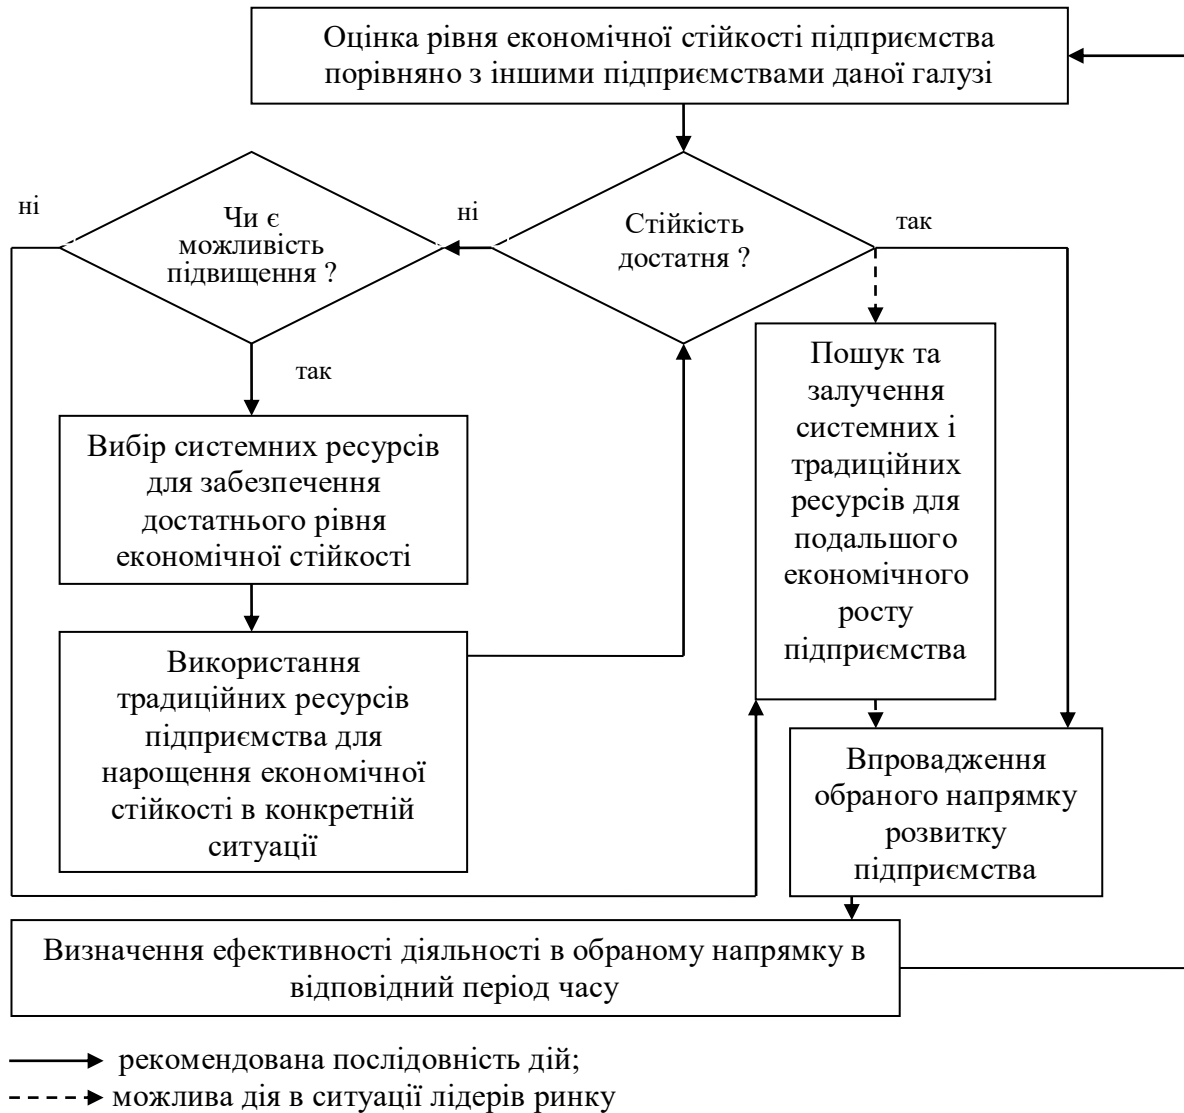 Оцінка рівня економічної стійкості підприємства
порівняно з іншими підприємствами даної галузі
ні
Чи є
можливість
підвищення ?
ні
Стійкість
достатня ?
так
так
Вибір системних ресурсів
для забезпечення
достатнього рівня
економічної стійкості
Використання
традиційних ресурсів
підприємства для
нарощення економічної
стійкості в конкретній
ситуації
Пошук та
залучення
системних і
традиційних
ресурсів для
подальшого
економічного
росту
підприємства
Впровадження
обраного напрямку
розвитку
підприємства
Визначення ефективності діяльності в обраному напрямку в
відповідний період часу
рекомендована послідовність дій;
можлива дія в ситуації лідерів ринку